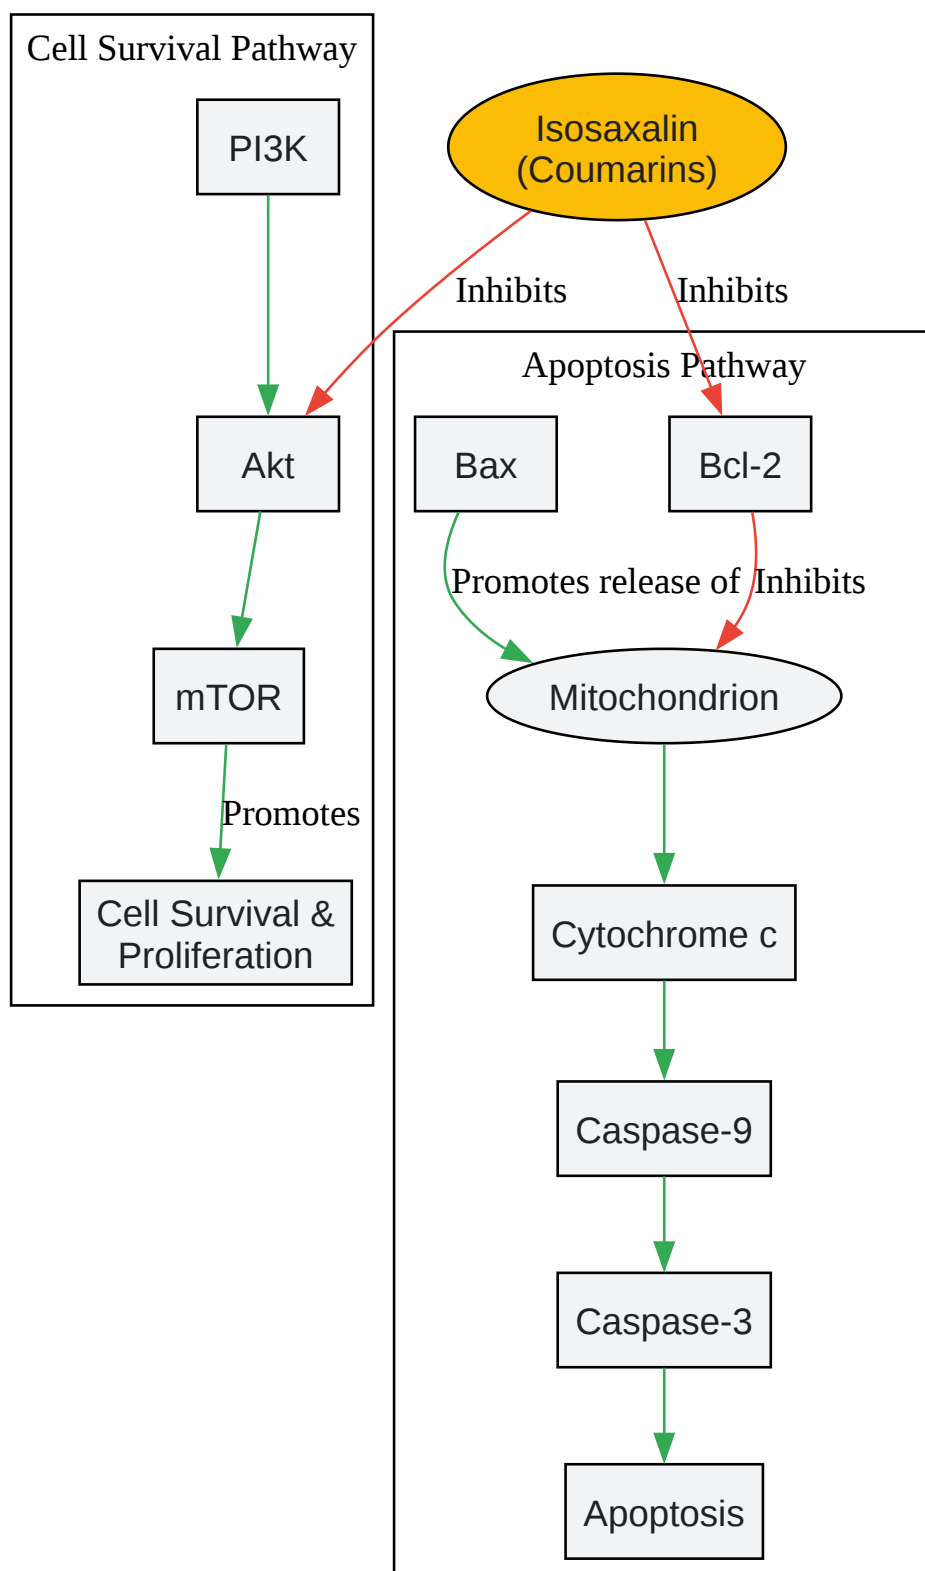 Cell Survival Pathway
PI3K
Isosaxalin
(Coumarins)
Inhibits
Inhibits
Apoptosis Pathway
Akt
Bax
Bcl-2
Promotes release of
Inhibits
mTOR
Mitochondrion
Promotes
Cell Survival &
Proliferation
Cytochrome c
Caspase-9
Caspase-3
Apoptosis